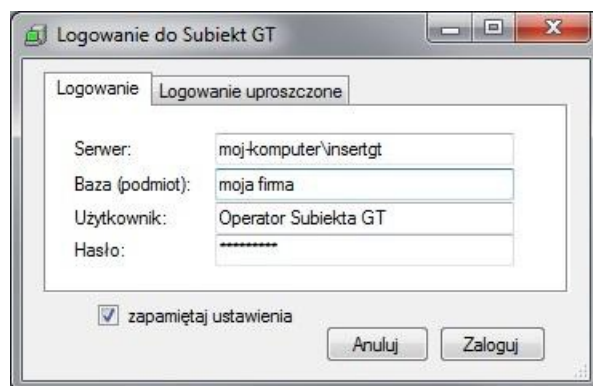 Logowanie do Subiekt GT
Logowanie Logowanie uproszczone
Serwer: moj-komputer\insertgt
Baza (podmiot): moja firma
Użytkownik: Operator Subiekta GT
Hasło: *********
zapamiętaj ustawienia
Anuluj Zaloguj